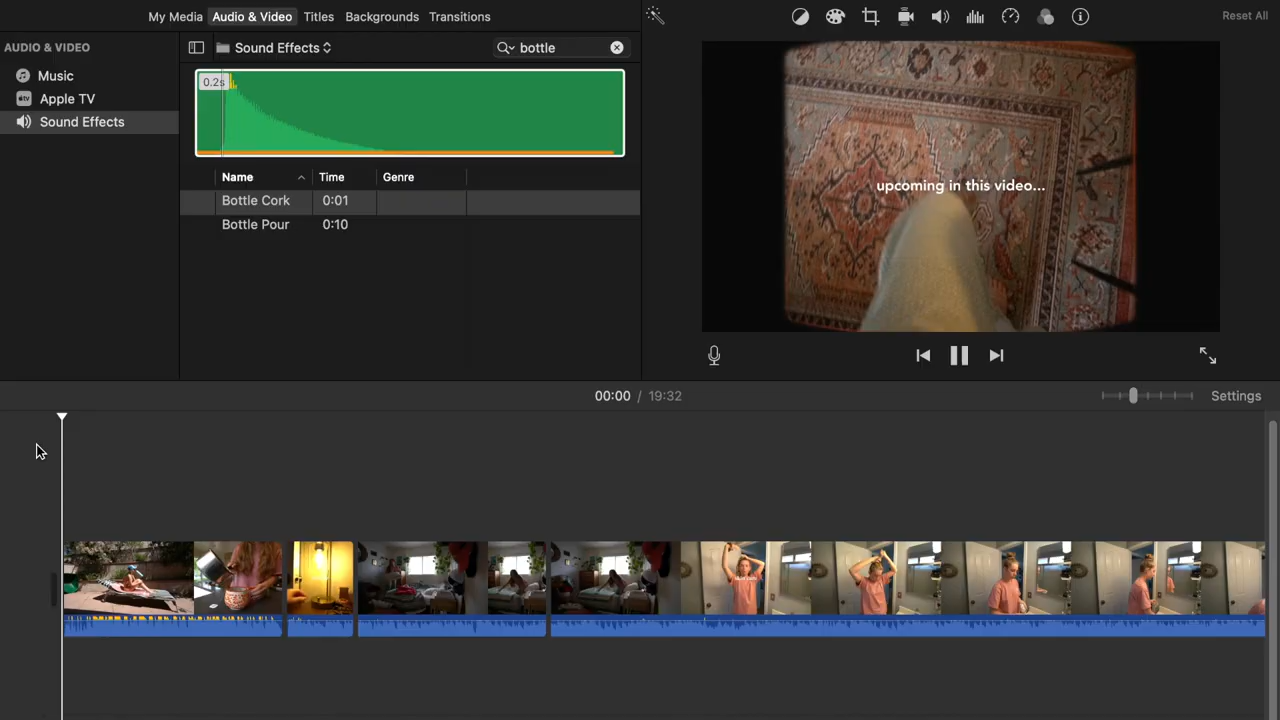 My Media Audio & Video Titles Backgrounds Transitions
Reset All
AUDIO & VIDEO
Sound Effects
bottle
Music
Apple TV
Sound Effects
0.2s
Name Time Genre
Bottle Cork 0:01
Bottle Pour 0:10
upcoming in this video...
00:00 / 19:32
Settings